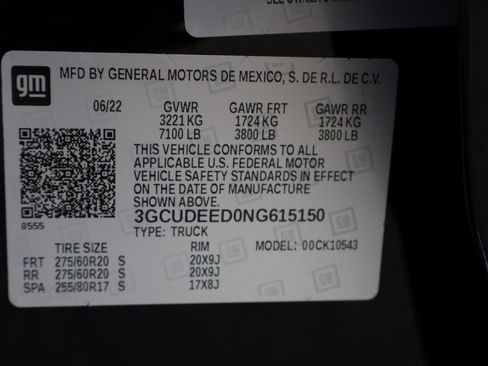 gm
MFD BY GENERAL MOTORS DE MEXICO, S. DE R.L. DE C.V.
06/22 GVWR GAWR FRT GAWR RR
3221 KG 1724 KG 1724 KG
7100 LB 3800 LB 3800 LB
THIS VEHICLE CONFORMS TO ALL
APPLICABLE U.S. FEDERAL MOTOR
VEHICLE SAFETY STANDARDS IN EFFECT
ON THE DATE OF MANUFACTURE
SHOWN ABOVE.
8555
3GCUDEED0NG615150
TYPE: TRUCK MODEL: 00CK10543
TIRE SIZE RIM
FRT 275/60R20 S 20X9J
RR 275/60R20 S 20X9J
SPA 255/80R17 S 17X8J